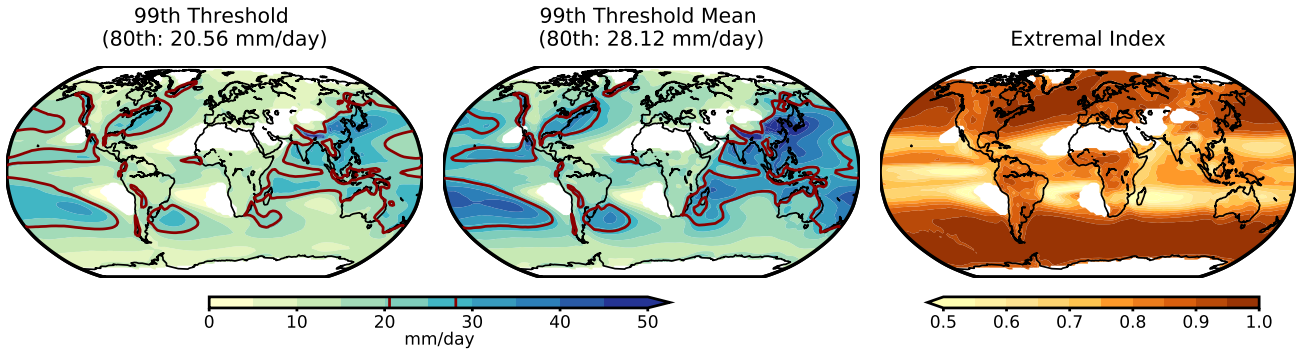 99th Threshold
(80th: 20.56 mm/day)
99th Threshold Mean
(80th: 28.12 mm/day)
Extremal Index
0 10 20 30 40 50
mm/day
0.5 0.6 0.7 0.8 0.9 1.0